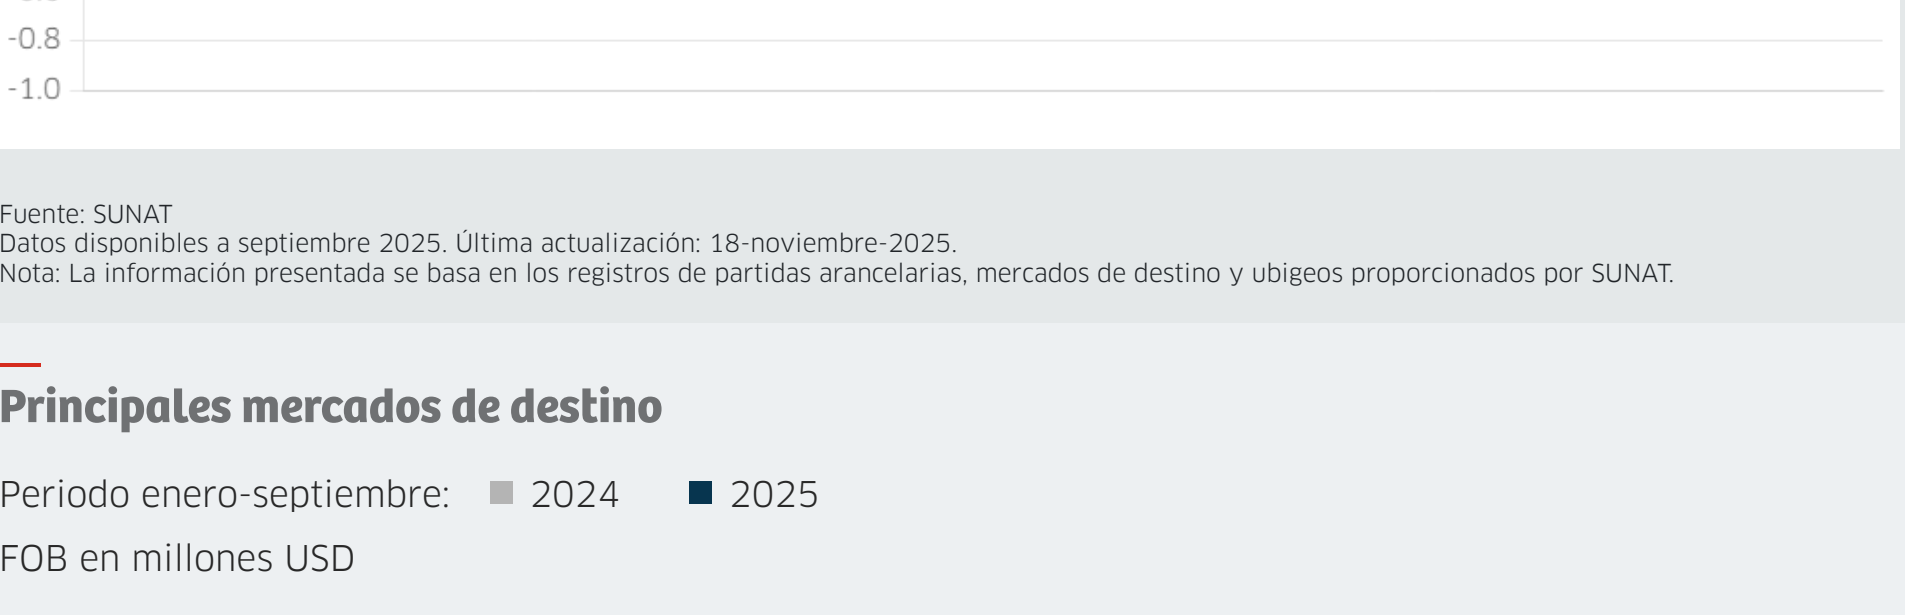 -0.8
-1.0
Fuente: SUNAT
Datos disponibles a septiembre 2025. Última actualización: 18-noviembre-2025.
Nota: La información presentada se basa en los registros de partidas arancelarias, mercados de destino y ubigeos proporcionados por SUNAT.
Principales mercados de destino
Periodo enero-septiembre: 2024 2025
FOB en millones USD